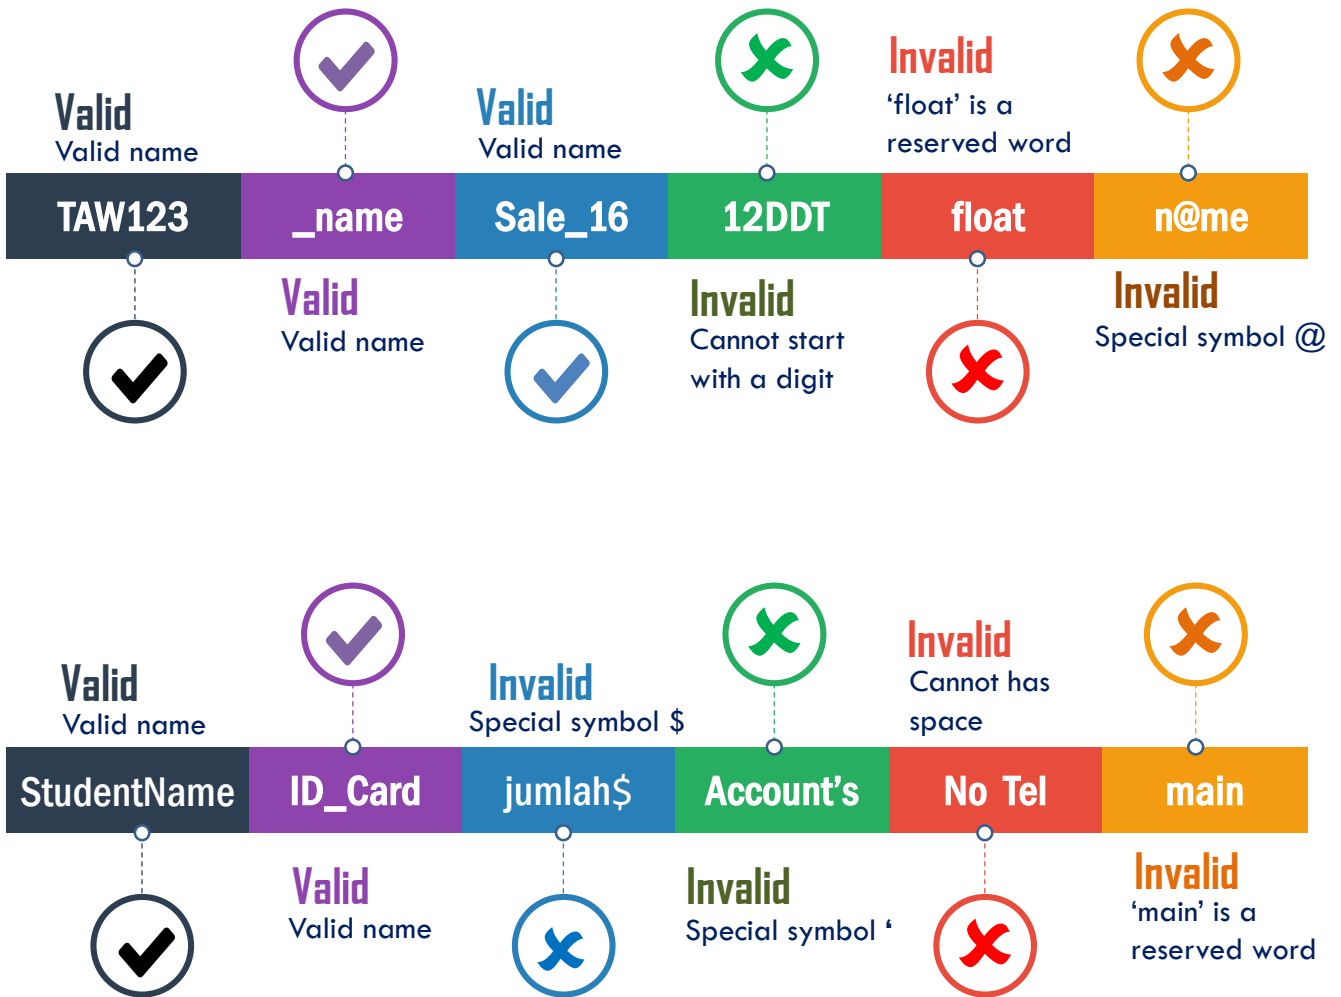 Valid
Valid name
Valid
Valid name
Invalid
‘float’ is a
reserved word
TAW123
_name
Sale_16
12DDT
float
n@me
Valid
Valid name
Invalid
Cannot start
with a digit
Invalid
Special symbol @
Valid
Valid name
Invalid
Special symbol $
Invalid
Cannot has
space
StudentName
ID_Card
jumlah$
Account’s
No Tel
main
Valid
Valid name
Invalid
Special symbol ‘
Invalid
‘main’ is a
reserved word